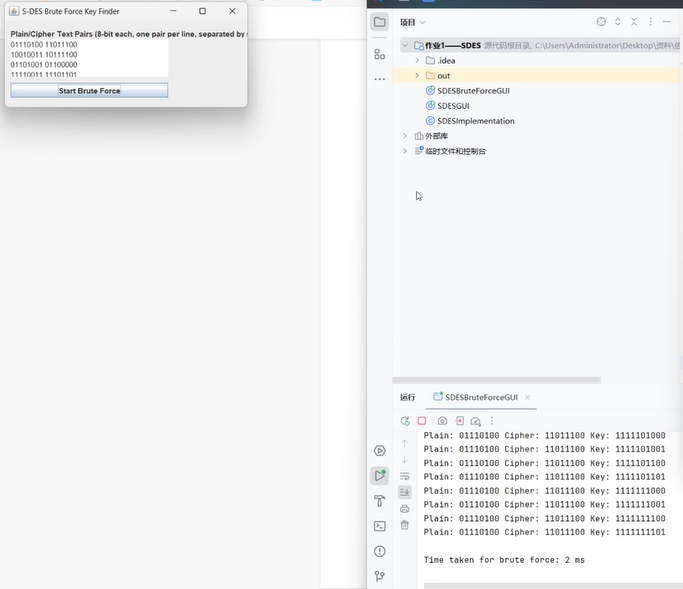 S-DES Brute Force Key Finder
Plain/Cipher Text Pairs (8-bit each, one pair per line, separated by
01110100 11011100
10010011 10111100
01101001 01100000
11110011 11101101
Start Brute Force
项目
作业1——SDES 源代码根目录, C:\Users\Administrator\Desktop\资料\
.idea
out
SDESBruteForceGUI
SDESGUI
SDESImplementation
外部库
临时文件和控制台
运行
SDESBruteForceGUI
Plain: 01110100 Cipher: 11011100 Key: 1111101000
Plain: 01110100 Cipher: 11011100 Key: 1111101001
Plain: 01110100 Cipher: 11011100 Key: 1111101100
Plain: 01110100 Cipher: 11011100 Key: 1111101101
Plain: 01110100 Cipher: 11011100 Key: 1111111000
Plain: 01110100 Cipher: 11011100 Key: 1111111001
Plain: 01110100 Cipher: 11011100 Key: 1111111100
Plain: 01110100 Cipher: 11011100 Key: 1111111101
Time taken for brute force: 2 ms